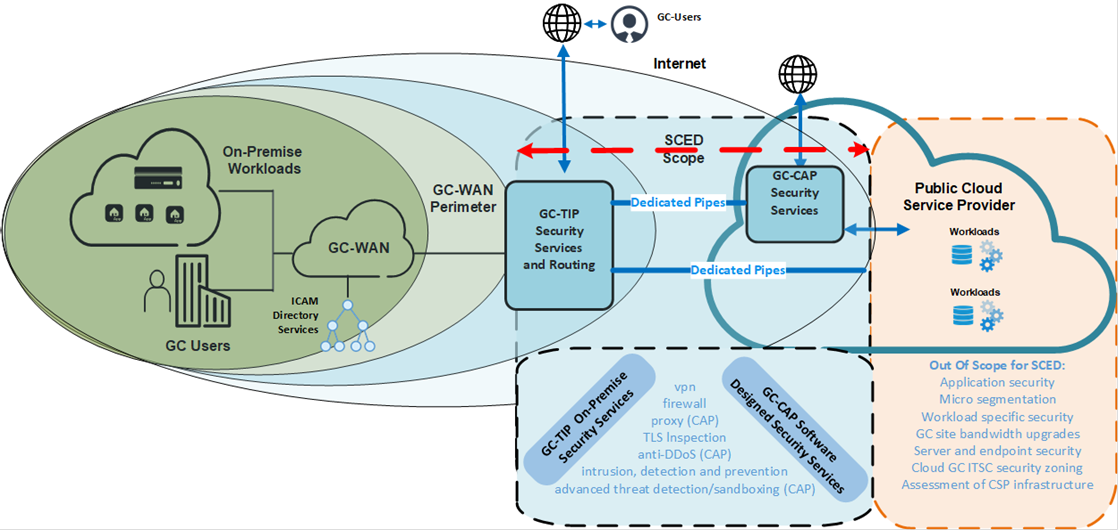 GC-Users
Internet
SCED
Scope
On-Premise
Workloads
GC-WAN
Perimeter
GC-WAN
ICAM
Directory
Services
GC Users
GC-TIP
Security
Services
and Routing
Dedicated Pipes
Dedicated Pipes
GC-CAP
Security
Services
Public Cloud
Service Provider
Workloads
Workloads
GC-TIP On-Premise
Security Services
vpn
firewall
proxy (CAP)
TLS Inspection
anti-DDoS (CAP)
intrusion, detection and prevention
advanced threat detection/sandboxing (CAP)
GC-CAP Software
Designed Security Services
Out Of Scope for SCED:
Application security
Micro segmentation
Workload specific security
GC site bandwidth upgrades
Server and endpoint security
Cloud GC ITSC security zoning
Assessment of CSP infrastructure